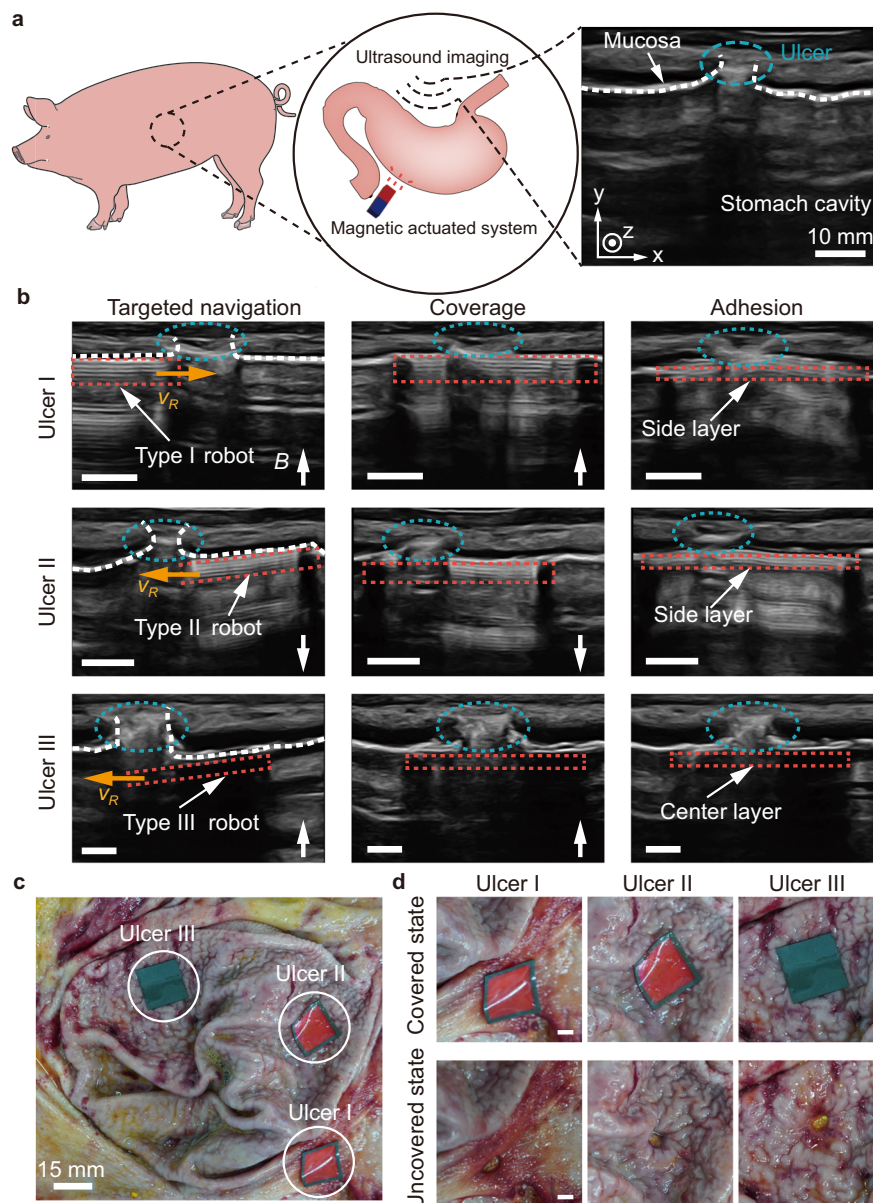 a
Ultrasound imaging
Magnetic actuated system
Mucosa
Ulcer
Stomach cavity
y
z
x
10 mm
b
Targeted navigation
Coverage
Adhesion
Ulcer I
v_R
Type I robot
B
Side layer
Ulcer II
v_R
Type II robot
Side layer
Ulcer III
v_R
Type III robot
Center layer
c
Ulcer III
Ulcer II
Ulcer I
15 mm
d
Ulcer I
Ulcer II
Ulcer III
Covered state
Uncovered state